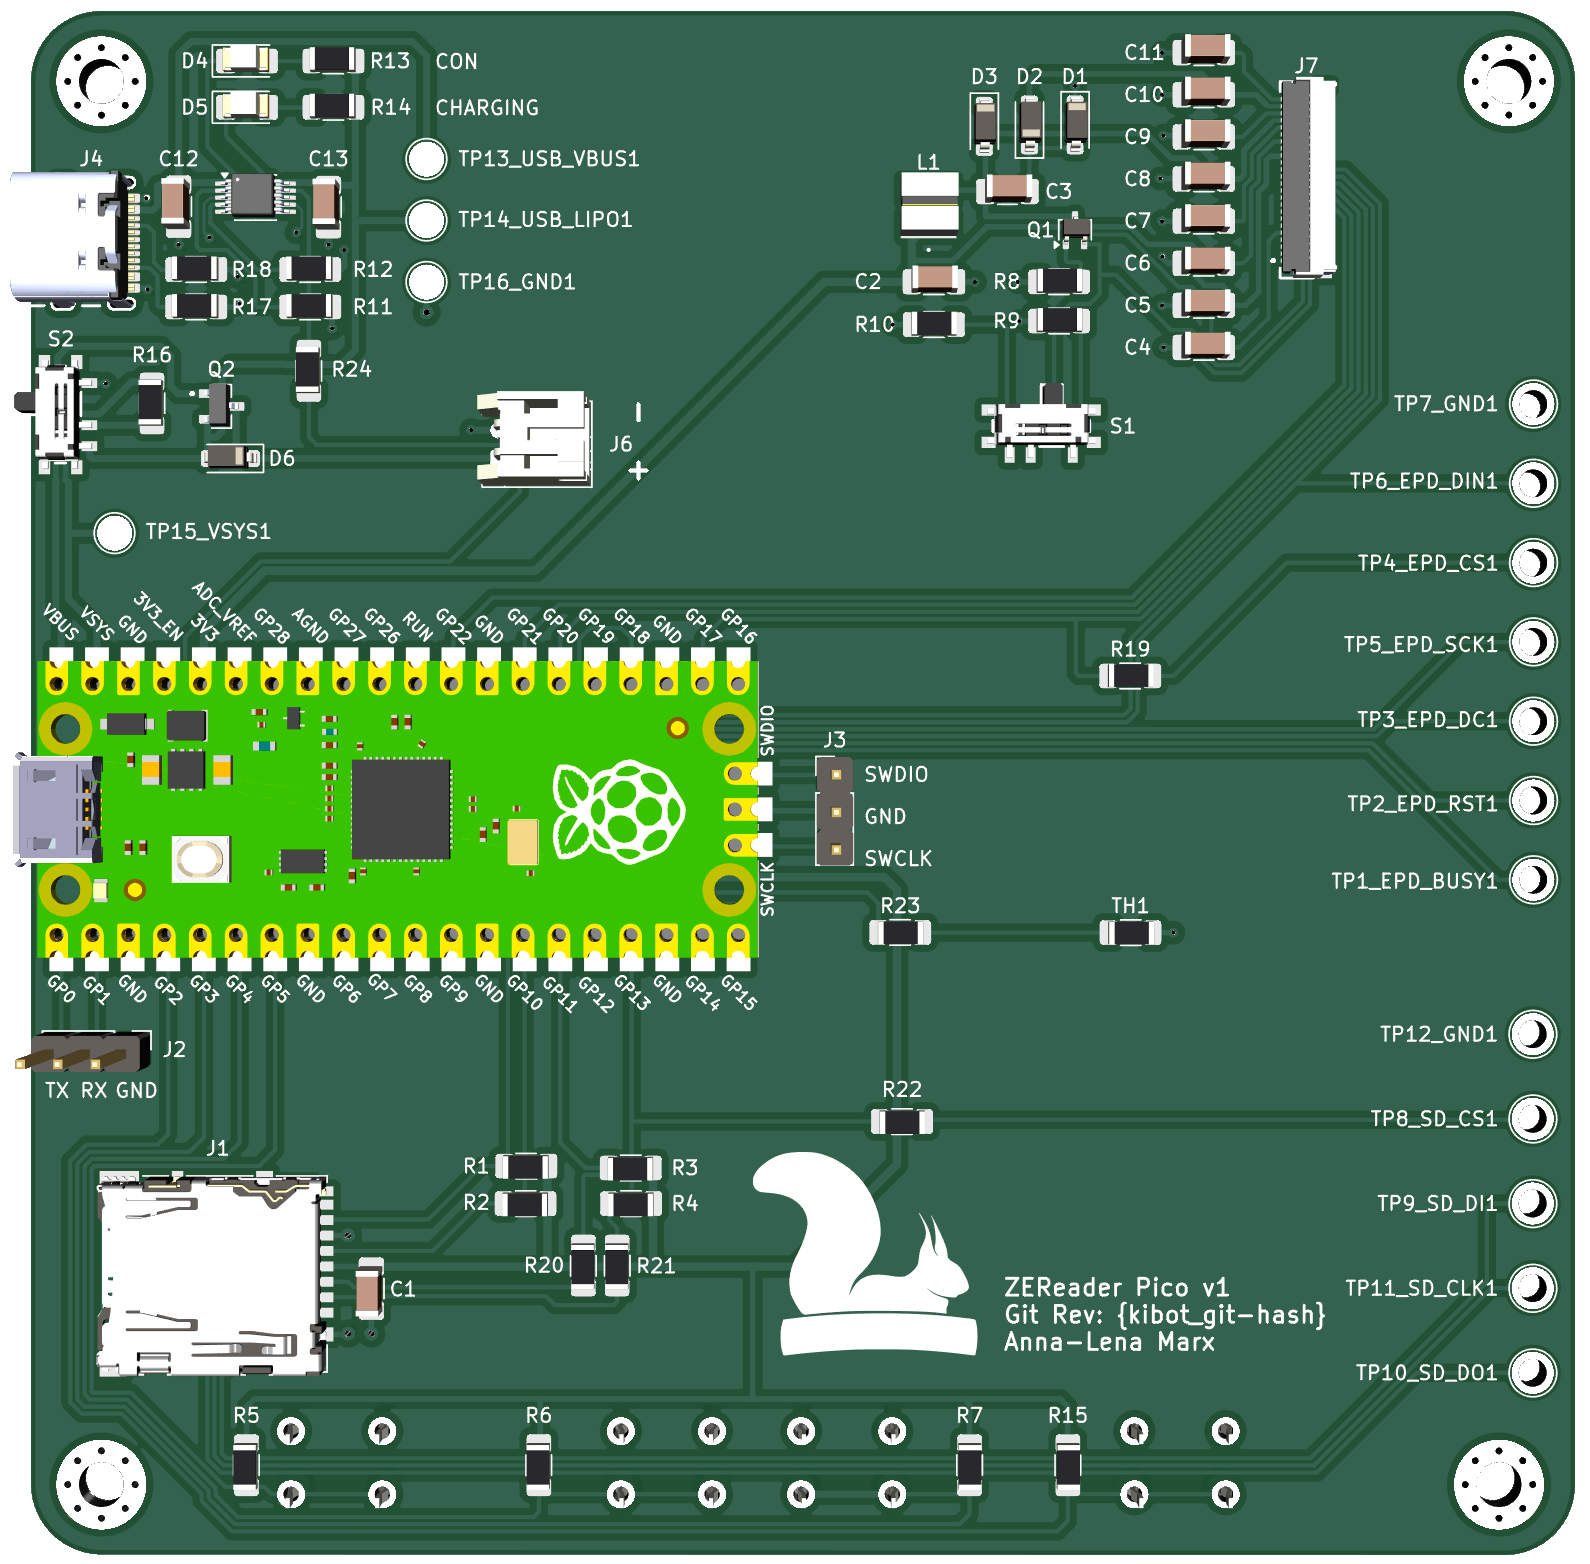 D4
R13
CON
D5
R14
CHARGING
J4
C12
C13
TP13_USB_VBUS1
TP14_USB_LIPO1
R18
R12
TP16_GND1
R17
R11
S2
R16
Q2
R24
D6
J6
-
+
TP15_VSYS1
D3
D2
D1
L1
C3
Q1
C2
R8
R10
R9
S1
C11
C10
C9
C8
C7
C6
C5
C4
J7
TP7_GND1
TP6_EPD_DIN1
TP4_EPD_CS1
TP5_EPD_SCK1
TP3_EPD_DC1
TP2_EPD_RST1
TP1_EPD_BUSY1
VBUS
VSYS
GND
3V3_EN
3V3
ADC_VREF
GP28
AGND
GP27
GP26
RUN
GP22
GND
GP21
GP20
GP19
GP18
GND
GP17
GP16
R19
SWDIO
SWCLK
J3
SWDIO
GND
SWCLK
R23
TH1
GP0
GP1
GND
GP2
GP3
GP4
GP5
GND
GP6
GP7
GP8
GP9
GND
GP10
GP11
GP12
GP13
GND
GP14
GP15
J2
TX RX GND
TP12_GND1
R22
TP8_SD_CS1
J1
R1
R3
R2
R4
R20
R21
C1
TP9_SD_DI1
TP11_SD_CLK1
TP10_SD_DO1
ZEReader Pico v1
Git Rev: {kibot_git-hash}
Anna-Lena Marx
R5
R6
R7
R15